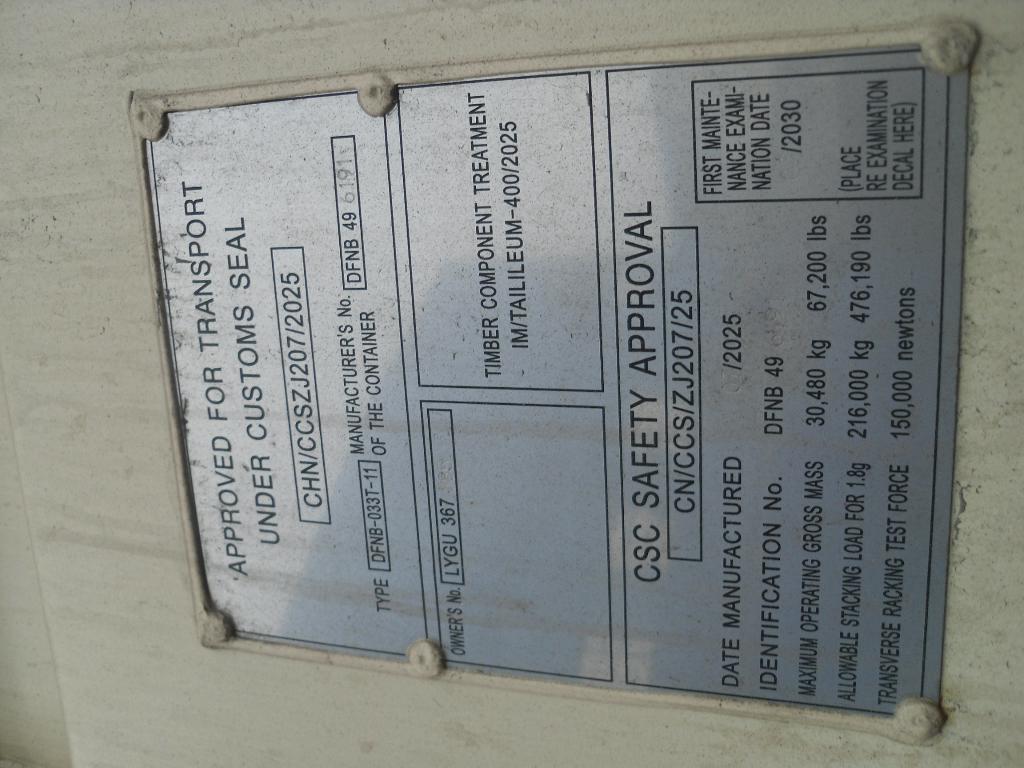 APPROVED FOR TRANSPORT
UNDER CUSTOMS SEAL
CHN/CCSZJ207/2025
TYPE DFNB-033T-11 MANUFACTURER'S No. OF THE CONTAINER DFNB 49 6191
OWNER'S No. LYGU 367
TIMBER COMPONENT TREATMENT
IM/TAILILEUM-400/2025
CSC SAFETY APPROVAL
CN/CCS/ZJ207/25
DATE MANUFACTURED /2025
IDENTIFICATION No. DFNB 49
MAXIMUM OPERATING GROSS MASS 30,480 kg 67,200 lbs
ALLOWABLE STACKING LOAD FOR 1.8g 216,000 kg 476,190 lbs
TRANSVERSE RACKING TEST FORCE 150,000 newtons
FIRST MAINTE-
NANCE EXAMI-
NATION DATE
/2030
(PLACE
RE EXAMINATION
DECAL HERE)